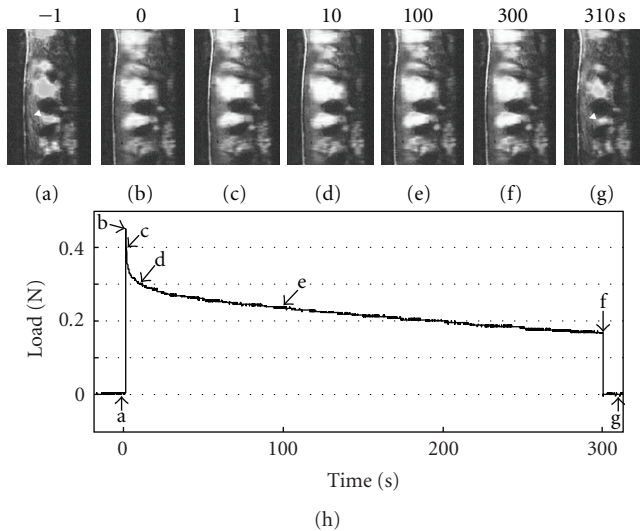 −1 0 1 10 100 300 310 s
(a) (b) (c) (d) (e) (f) (g)
b
c
0.4
d
e
f
Load (N)
0.2
0
a
g
0 100 200 300
Time (s)
(h)